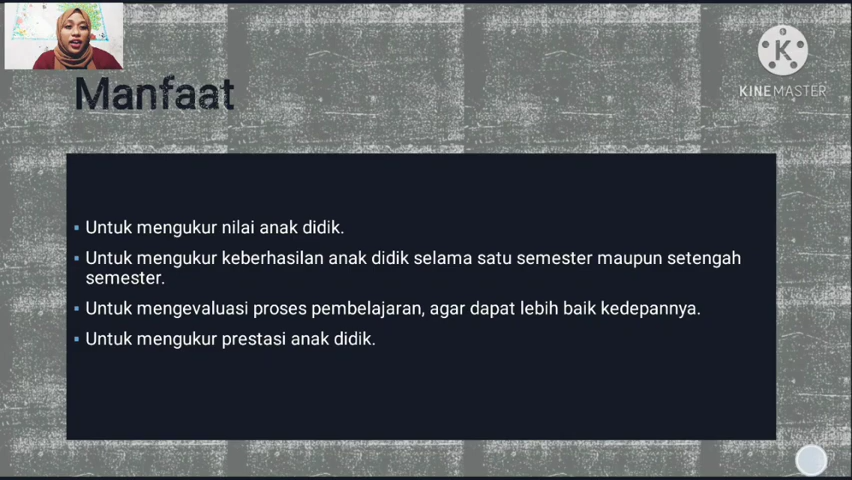 K
KINEMASTER
Manfaat
▪ Untuk mengukur nilai anak didik.
▪ Untuk mengukur keberhasilan anak didik selama satu semester maupun setengah
semester.
▪ Untuk mengevaluasi proses pembelajaran, agar dapat lebih baik kedepannya.
▪ Untuk mengukur prestasi anak didik.